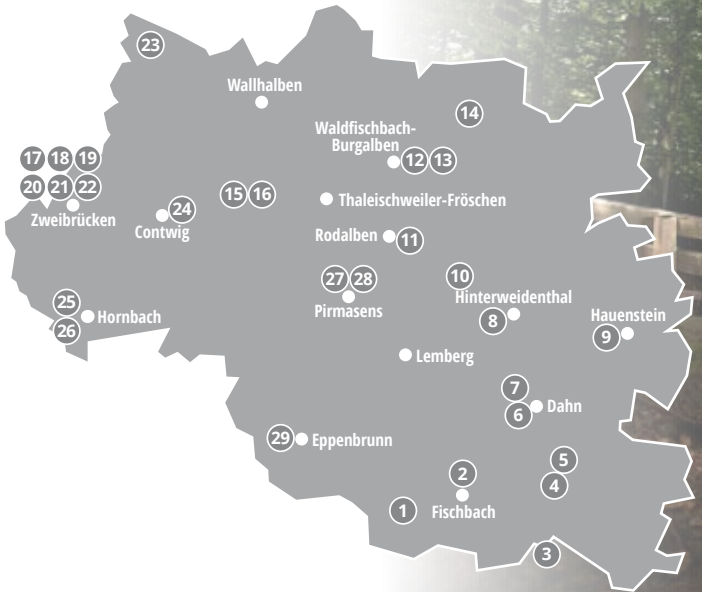 23
Wallhalben
14
Waldfischbach-
Burgalben
12 13
17 18 19
20 21 22
Zweibrücken
24
Contwig
15 16
Thaleischweiler-Fröschen
Rodalben
11
27 28
Pirmasens
10
Hinterweidenthal
8
Hauenstein
9
25
26
Hornbach
Lemberg
7
6
Dahn
29
Eppenbrunn
5
4
2
Fischbach
1
3